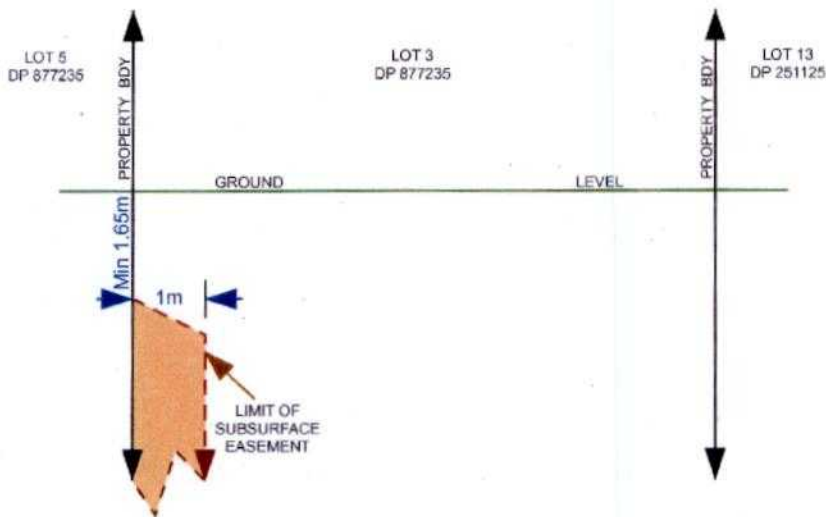 LOT 5
DP 877235
PROPERTY BDY
LOT 3
DP 877235
PROPERTY BDY
LOT 13
DP 251125
GROUND LEVEL
Min 1.65m
1m
LIMIT OF
SUBSURFACE
EASEMENT